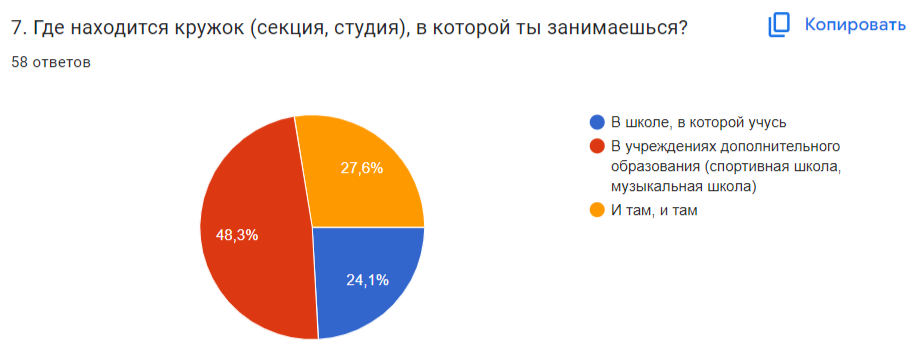 7. Где находится кружок (секция, студия), в которой ты занимаешься?
Копировать
58 ответов
27,6%
48,3%
24,1%
В школе, в которой учусь
В учреждениях дополнительного
образования (спортивная школа,
музыкальная школа)
И там, и там